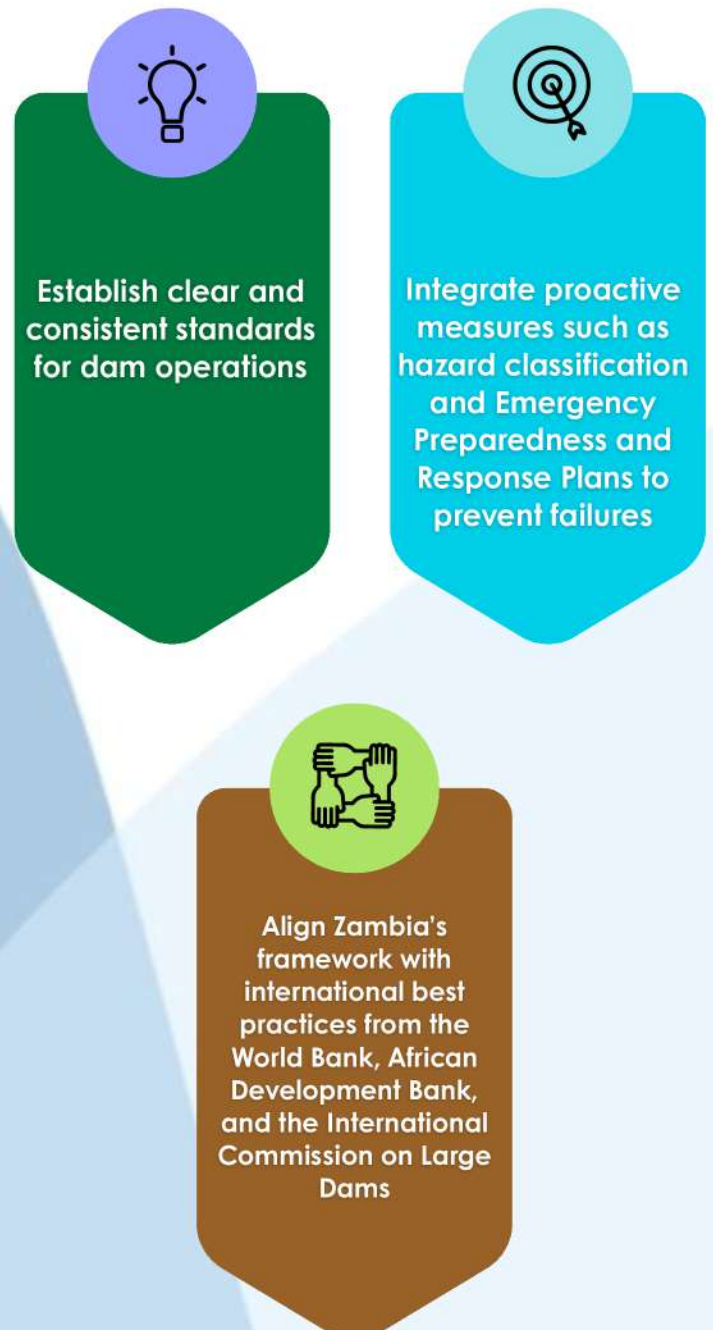 Establish clear and
consistent standards
for dam operations
Integrate proactive
measures such as
hazard classification
and Emergency
Preparedness and
Response Plans to
prevent failures
Align Zambia's
framework with
international best
practices from the
World Bank, African
Development Bank,
and the International
Commission on Large
Dams